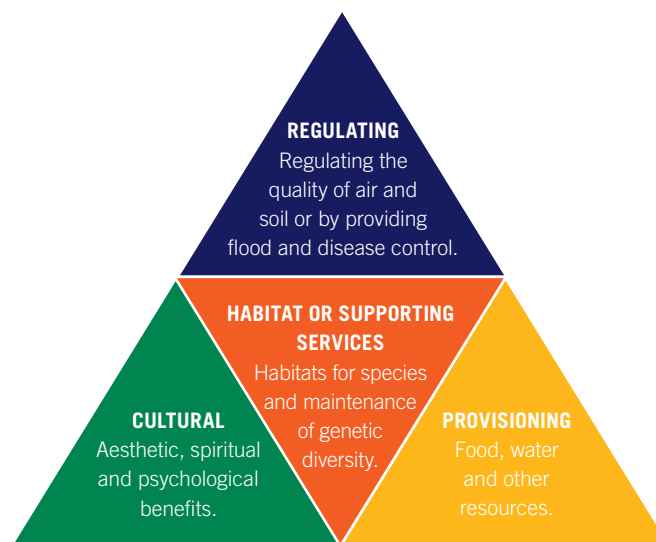 REGULATING
Regulating the
quality of air and
soil or by providing
flood and disease control.
HABITAT OR SUPPORTING
SERVICES
Habitats for species
and maintenance
of genetic
diversity.
CULTURAL
Aesthetic, spiritual
and psychological
benefits.
PROVISIONING
Food, water
and other
resources.